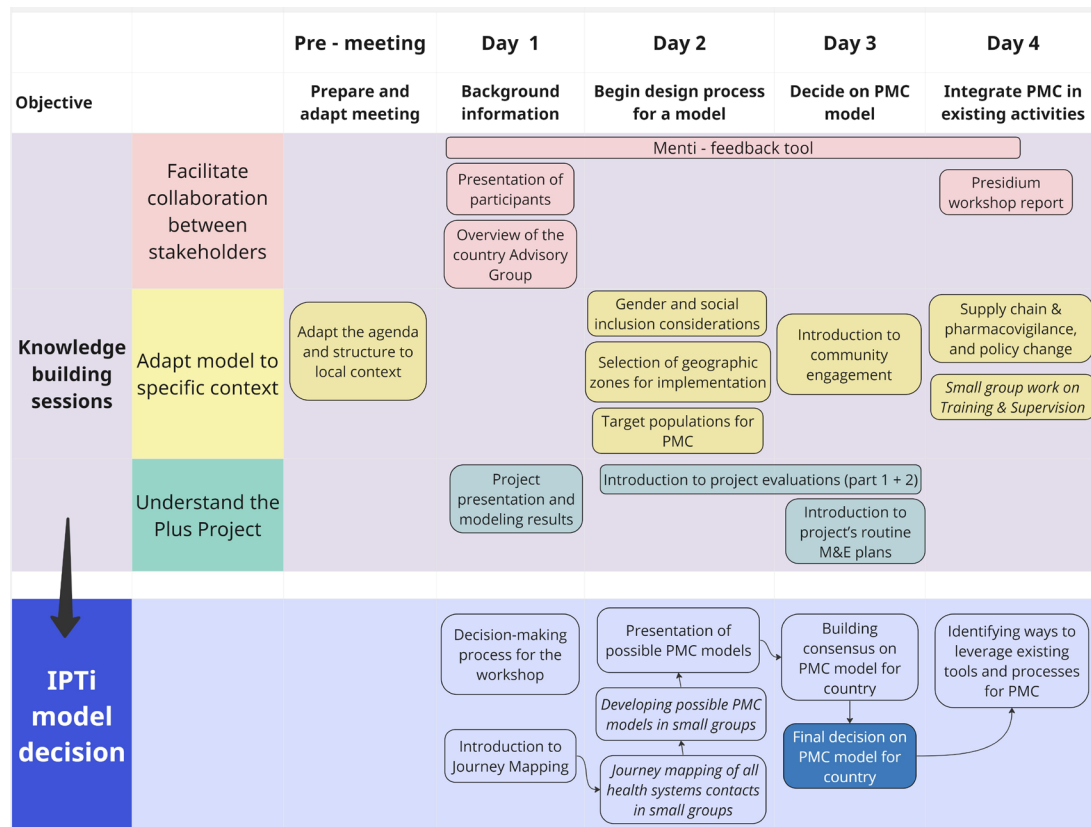 Pre - meeting
Day 1
Day 2
Day 3
Day 4
Objective
Prepare and
adapt meeting
Background
information
Begin design process
for a model
Decide on PMC
model
Integrate PMC in
existing activities
Knowledge
building
sessions
Facilitate
collaboration
between
stakeholders
Menti - feedback tool
Presentation of
participants
Overview of the
country Advisory
Group
Presidium
workshop report
Adapt model to
specific context
Adapt the agenda
and structure to
local context
Gender and social
inclusion considerations
Selection of geographic
zones for implementation
Target populations for
PMC
Introduction to
community
engagement
Supply chain &
pharmacovigilance,
and policy change
Small group work on
Training & Supervision
Understand the
Plus Project
Project
presentation and
modeling results
Introduction to project evaluations (part 1 + 2)
Introduction to
project's routine
M&E plans
IPTi
model
decision
Decision-making
process for the
workshop
Introduction to
Journey Mapping
Presentation of
possible PMC models
Developing possible PMC
models in small groups
Journey mapping of all
health systems contacts
in small groups
Building
consensus on
PMC model for
country
Final decision on
PMC model for
country
Identifying ways to
leverage existing
tools and processes
for PMC